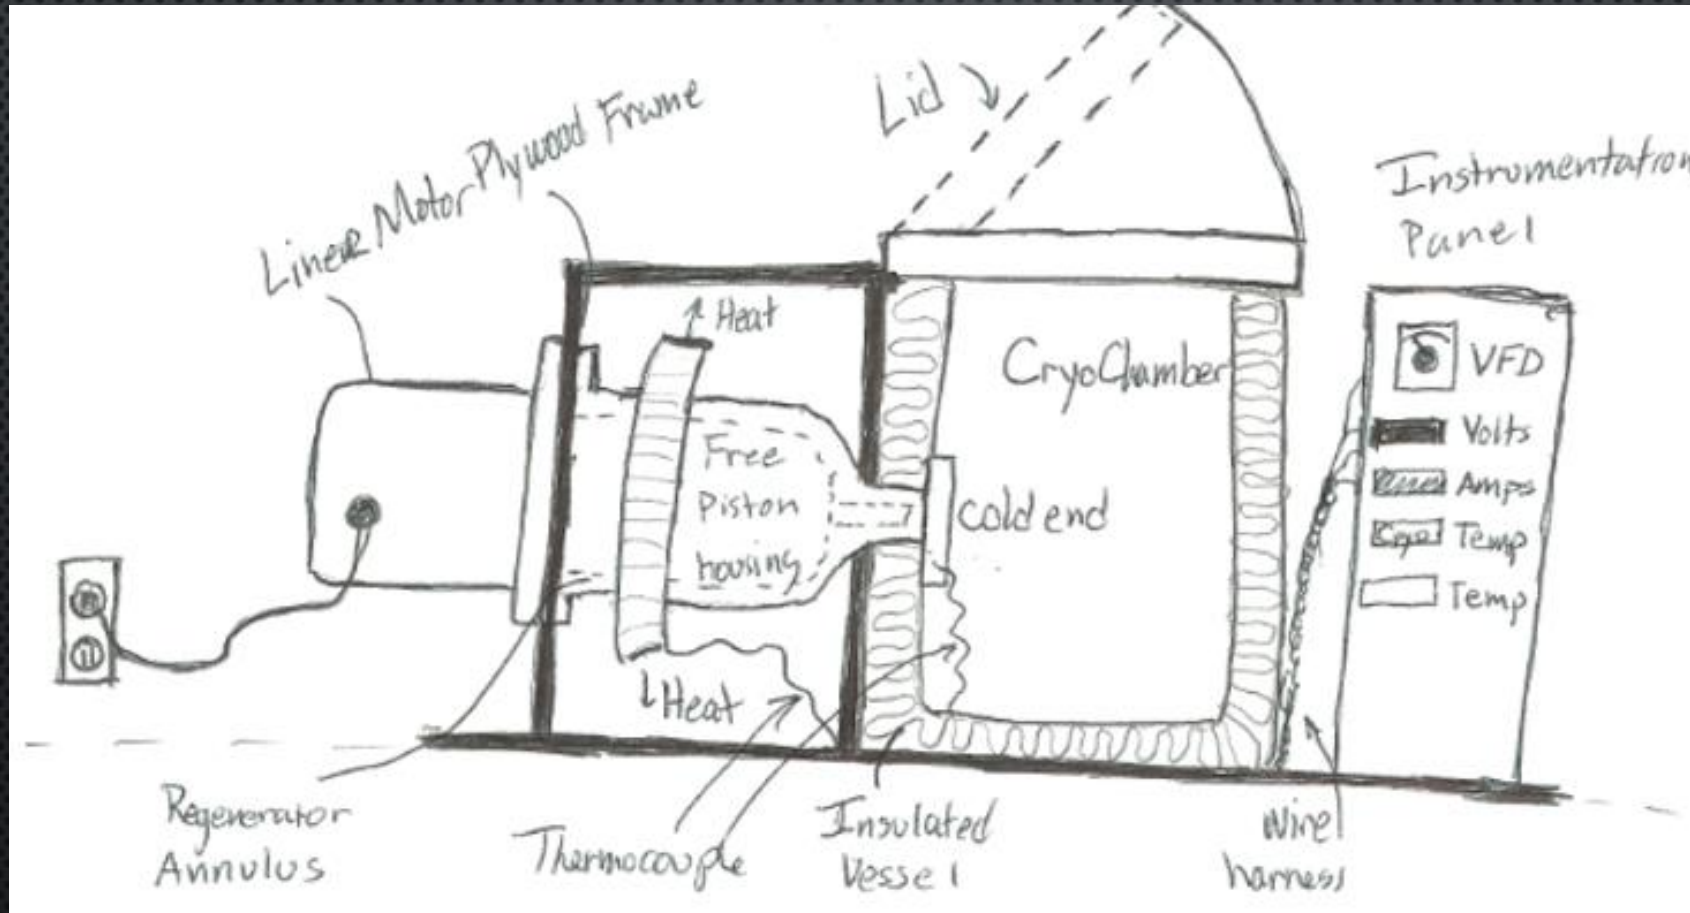 Linear Motor
Plywood Frame
Lid
Instrumentation
Panel
Heat
CryoChamber
VFD
Volts
Amps
Cryo Temp
Temp
Free
Piston
housing
cold end
Heat
Regenerator
Annulus
Thermocouple
Insulated
Vessel
Wire
harness